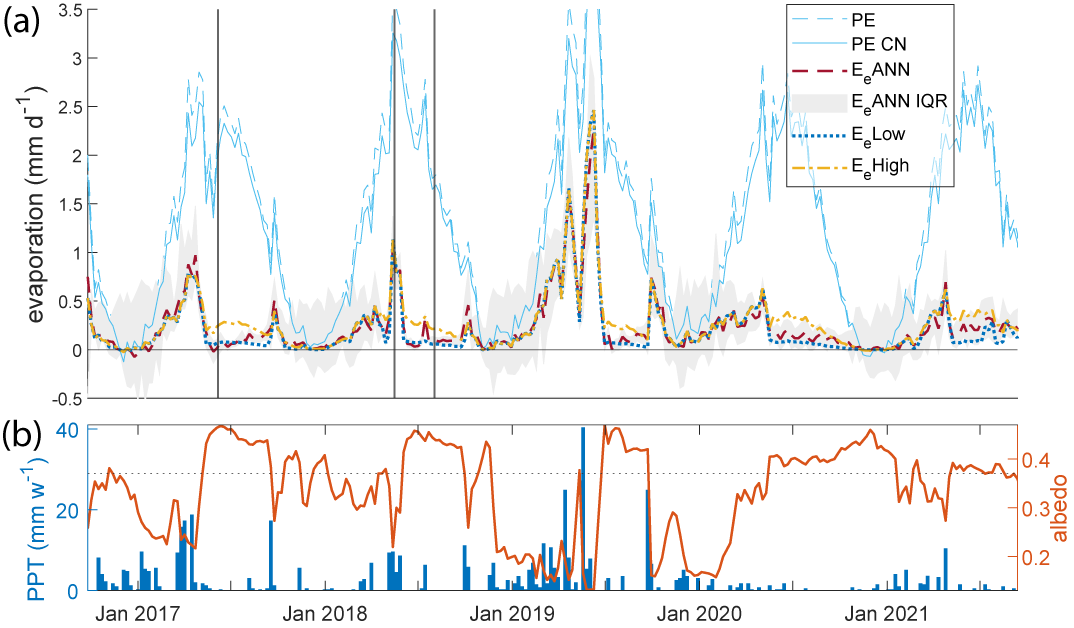 (a)
3.5
3
2.5
2
1.5
1
0.5
0
-0.5
evaporation (mm d⁻¹)
PE
PE CN
EₑANN
EₑANN IQR
EₑLow
EₑHigh
(b)
40
20
0
PPT (mm w⁻¹)
0.4
0.3
0.2
albedo
Jan 2017
Jan 2018
Jan 2019
Jan 2020
Jan 2021